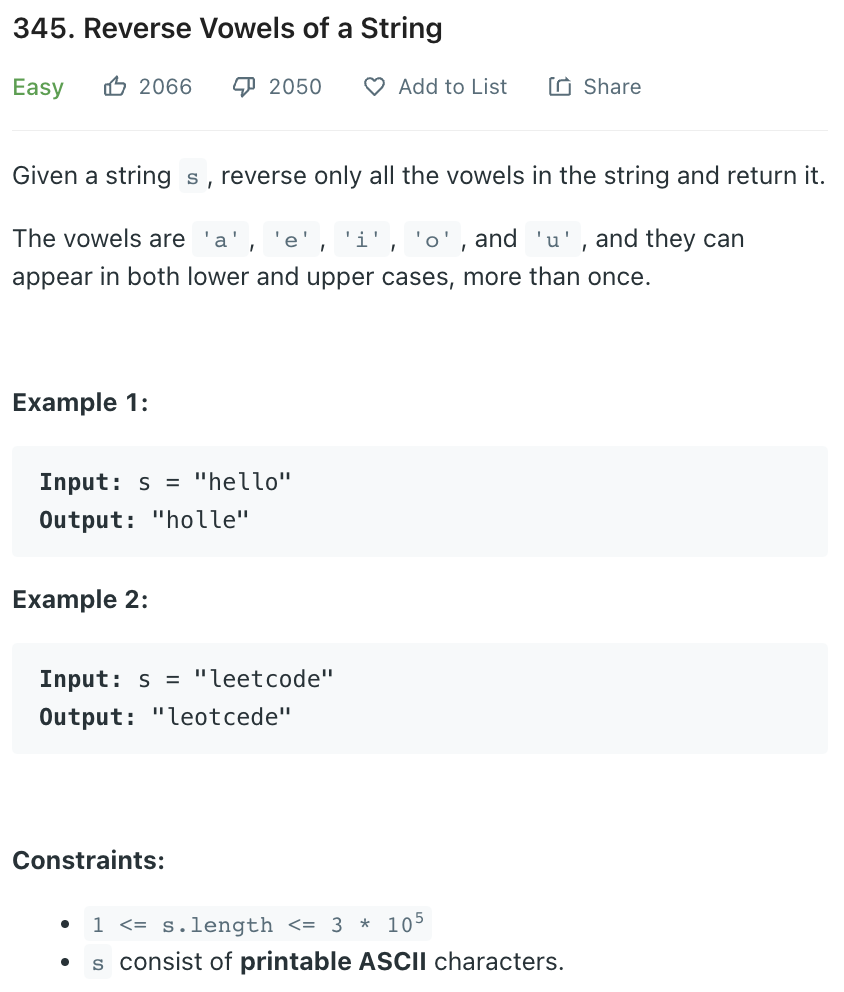 345. Reverse Vowels of a String
Easy 2066 2050 Add to List Share
Given a string s, reverse only all the vowels in the string and return it.
The vowels are 'a', 'e', 'i', 'o', and 'u', and they can
appear in both lower and upper cases, more than once.
Example 1:
Input: s = "hello"
Output: "holle"
Example 2:
Input: s = "leetcode"
Output: "leotcede"
Constraints:
• 1 <= s.length <= 3 * 10⁵
• s consist of printable ASCII characters.